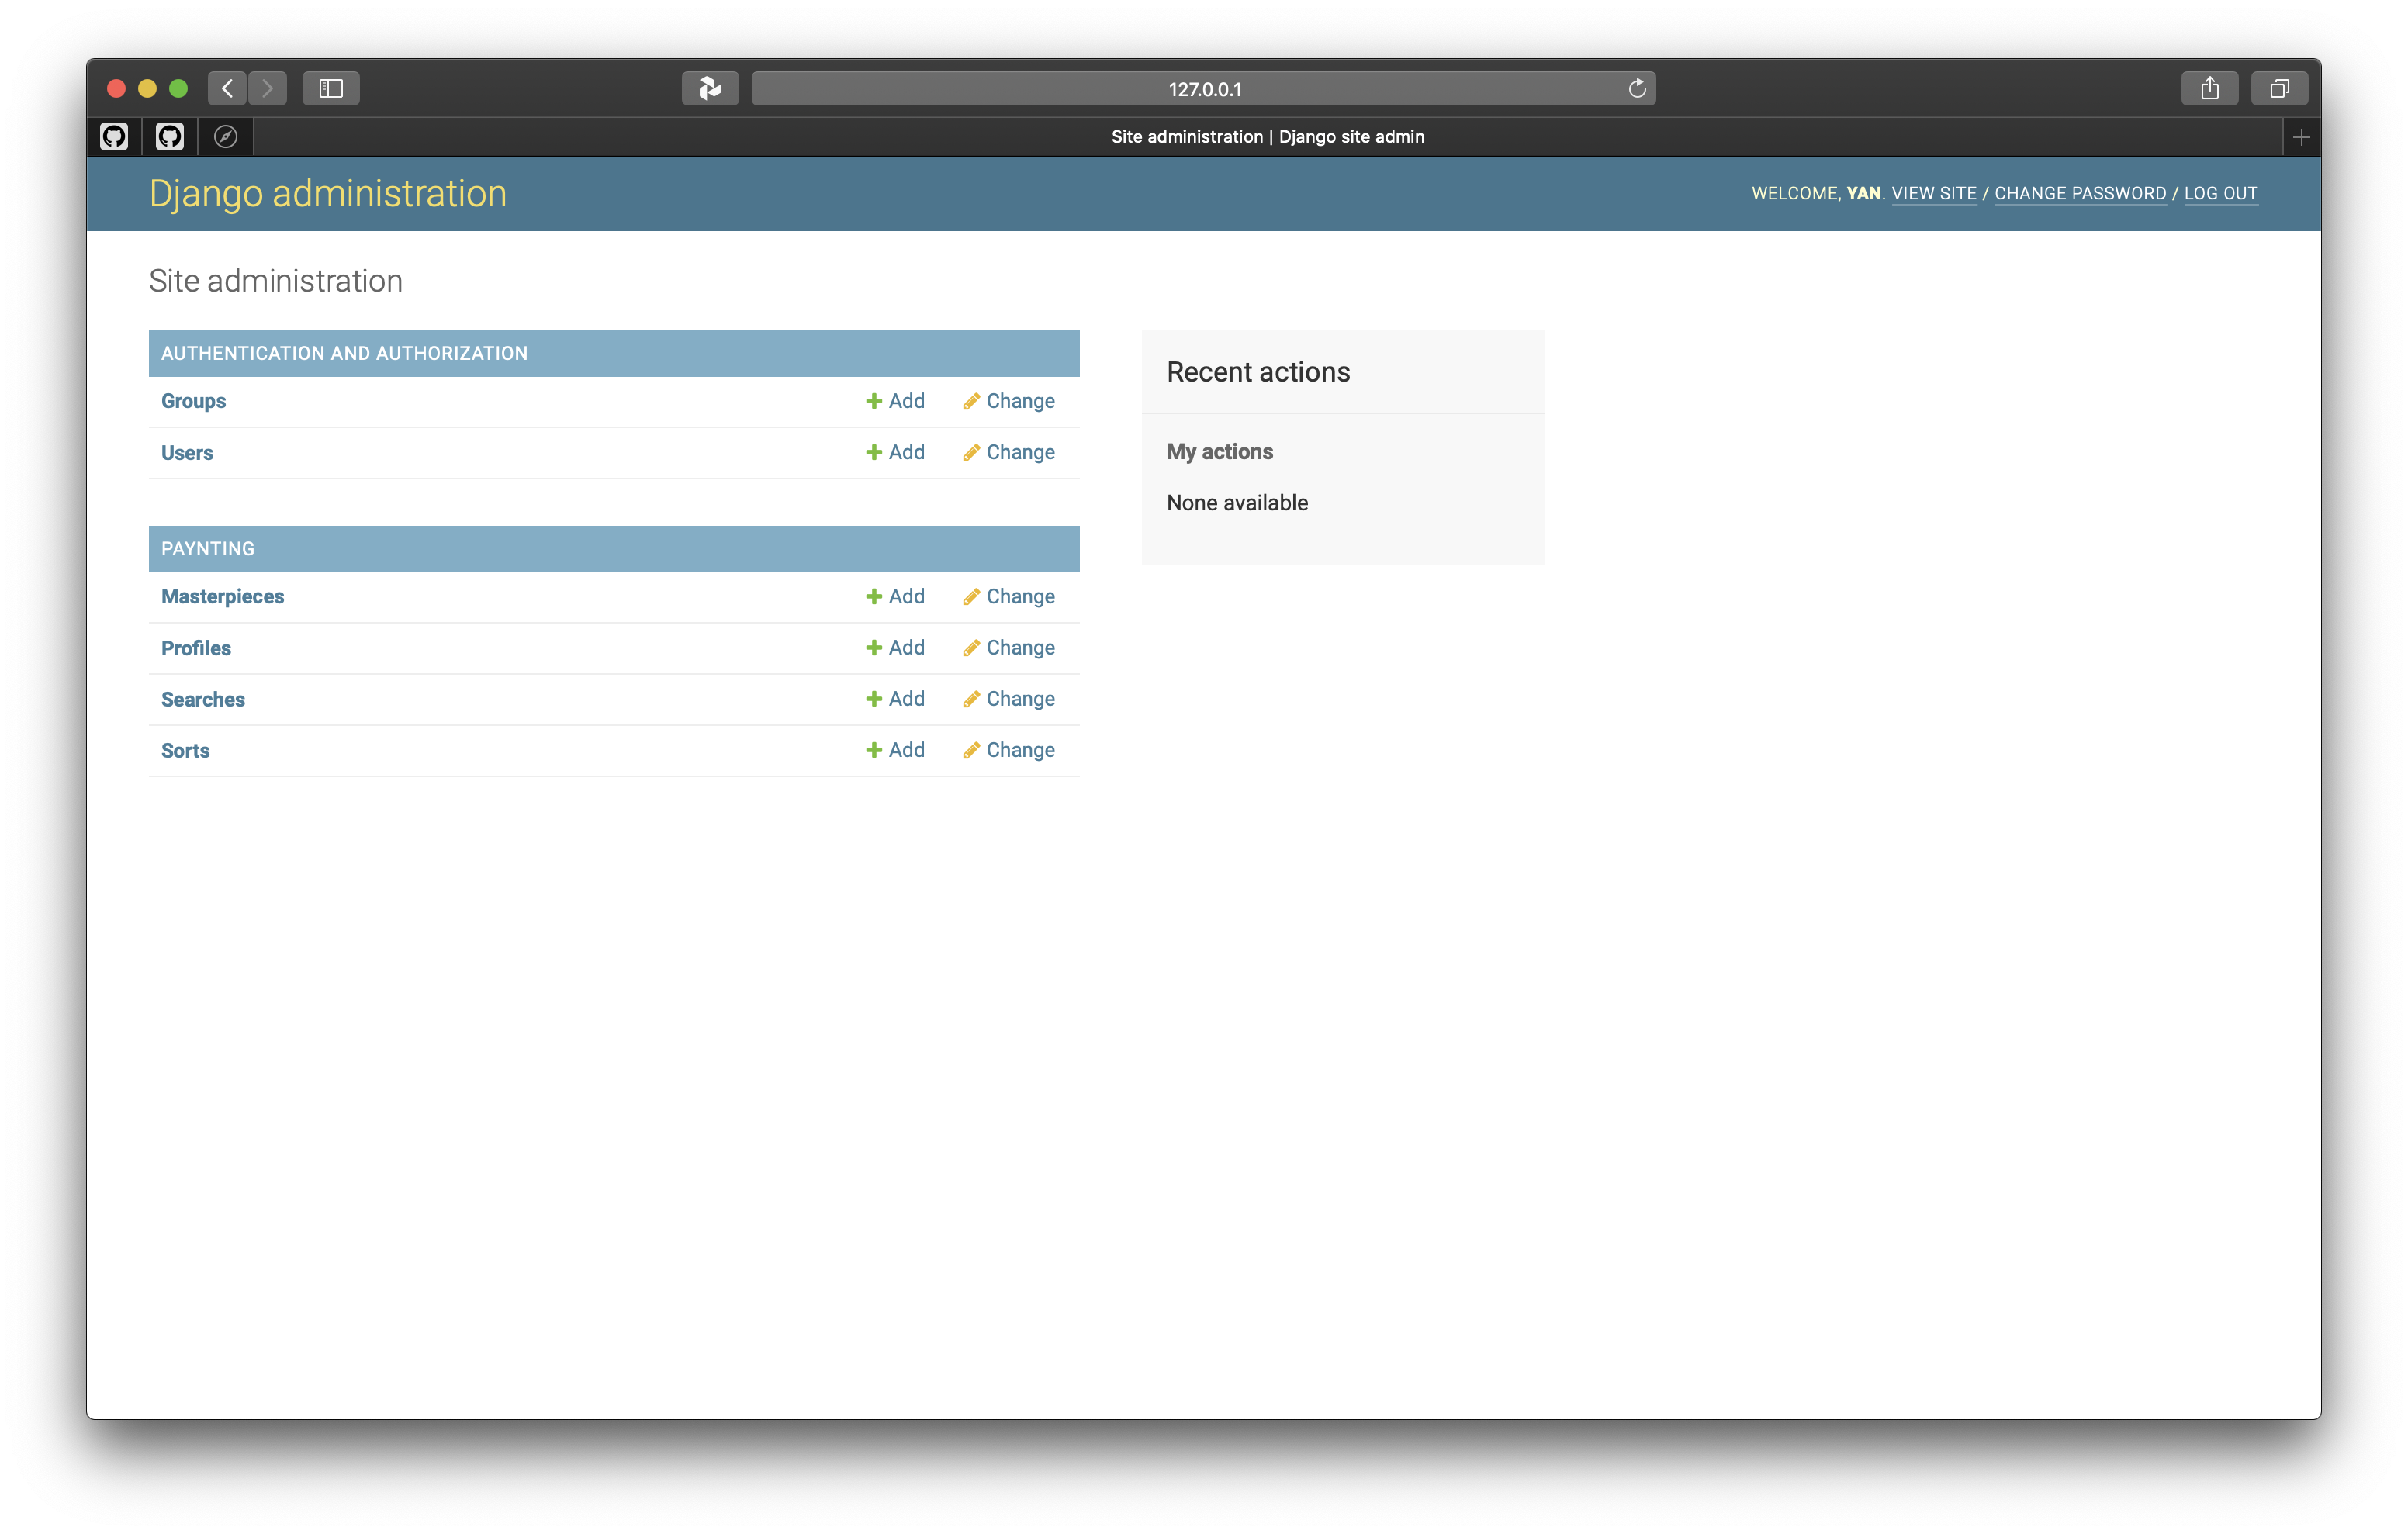 127.0.0.1
Site administration | Django site admin
Django administration
WELCOME, YAN. VIEW SITE / CHANGE PASSWORD / LOG OUT
Site administration
AUTHENTICATION AND AUTHORIZATION
Groups Add Change
Users Add Change
PAYNTING
Masterpieces Add Change
Profiles Add Change
Searches Add Change
Sorts Add Change
Recent actions
My actions
None available